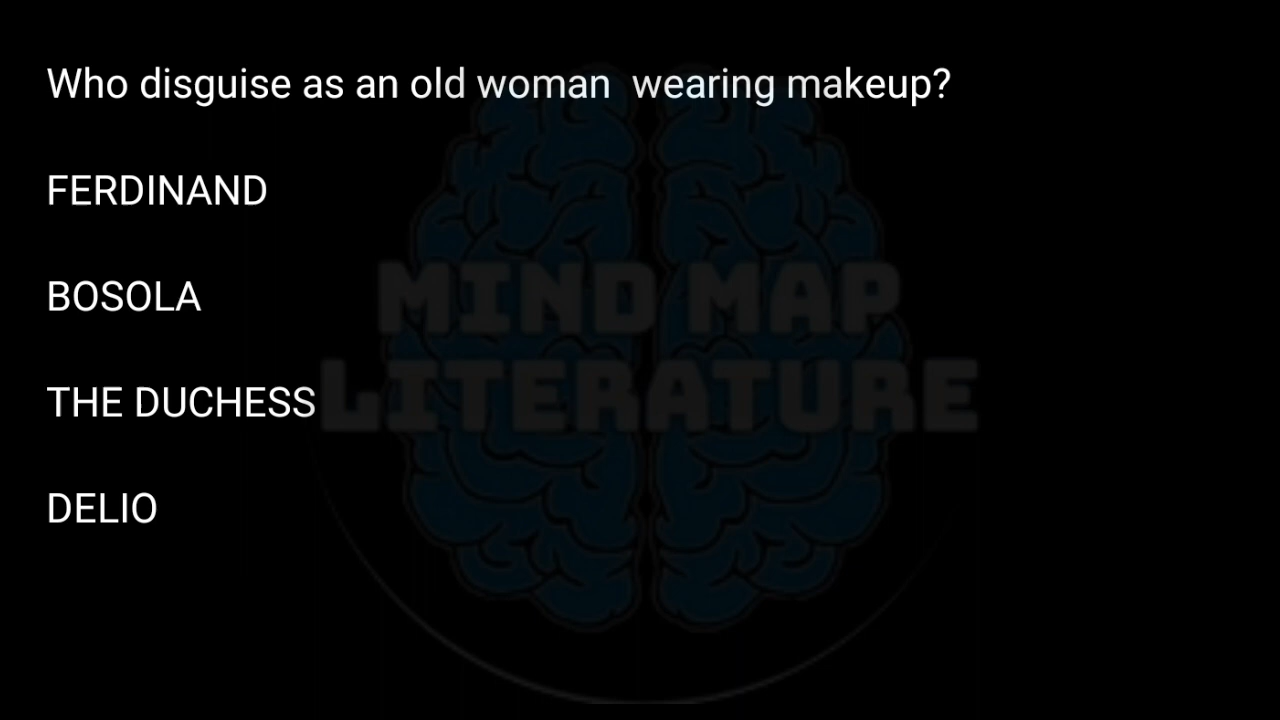 Who disguise as an old woman  wearing makeup?
FERDINAND
BOSOLA
THE DUCHESS
DELIO
MIND MAP
LITERATURE